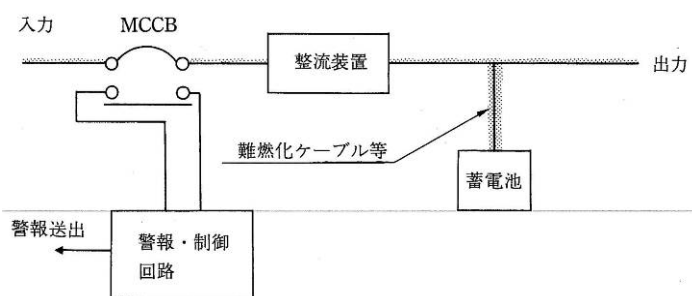 入力
MCCB
整流装置
出力
難燃化ケーブル等
蓄電池
警報送出
警報・制御
回路